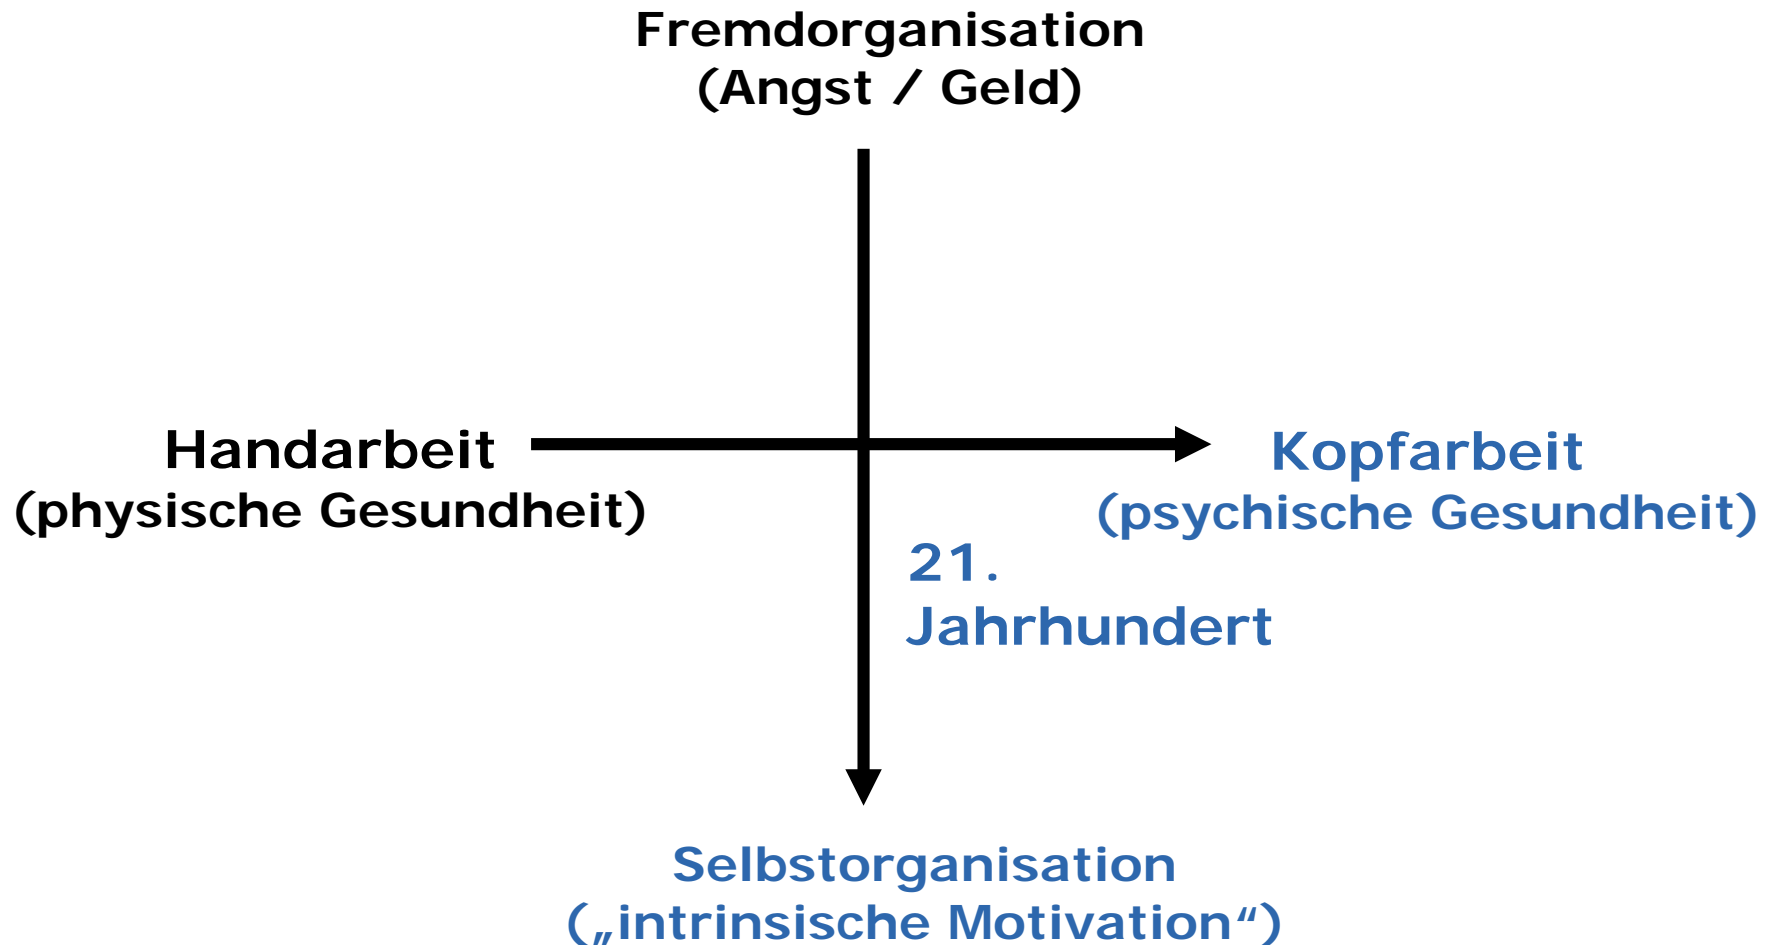 Fremdorganisation
(Angst / Geld)
Handarbeit
(physische Gesundheit)
Kopfarbeit
(psychische Gesundheit)
21.
Jahrhundert
Selbstorganisation
(„intrinsische Motivation“)